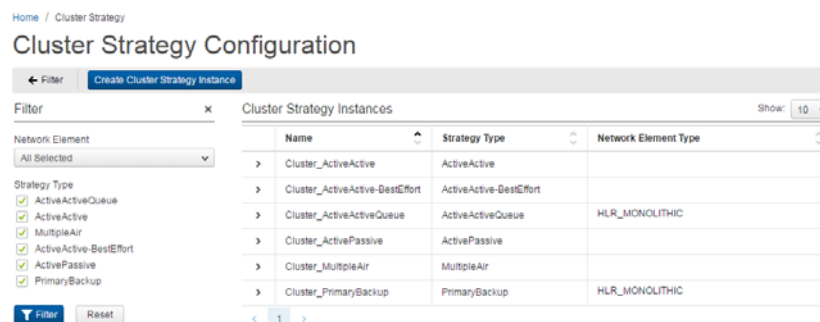 Home / Cluster Strategy
Cluster Strategy Configuration
← Filter Create Cluster Strategy Instance
Filter ×
Network Element
All Selected
Strategy Type
ActiveActiveQueue
ActiveActive
MultipleAir
ActiveActive-BestEffort
ActivePassive
PrimaryBackup
Filter Reset
Cluster Strategy Instances Show: 10
Name Strategy Type Network Element Type
Cluster_ActiveActive ActiveActive
Cluster_ActiveActive-BestEffort ActiveActive-BestEffort
Cluster_ActiveActiveQueue ActiveActiveQueue HLR_MONOLITHIC
Cluster_ActivePassive ActivePassive
Cluster_MultipleAir MultipleAir
Cluster_PrimaryBackup PrimaryBackup HLR_MONOLITHIC
< 1 >